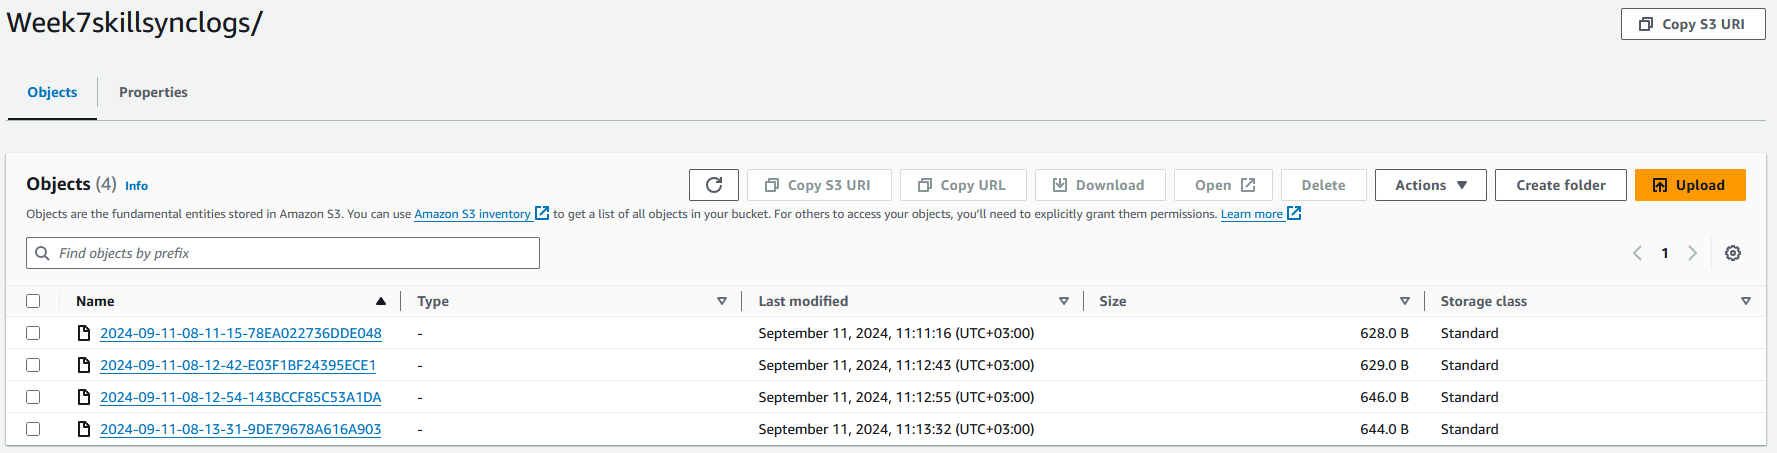 Week7skillsynclogs/
Copy S3 URI
Objects Properties
Objects (4) Info
Copy S3 URI Copy URL Download Open Delete Actions Create folder Upload
Objects are the fundamental entities stored in Amazon S3. You can use Amazon S3 inventory to get a list of all objects in your bucket. For others to access your objects, you'll need to explicitly grant them permissions. Learn more
Find objects by prefix
1
Name Type Last modified Size Storage class
2024-09-11-08-11-15-78EA022736DDE048 - September 11, 2024, 11:11:16 (UTC+03:00) 628.0 B Standard
2024-09-11-08-12-42-E03F1BF24395ECE1 - September 11, 2024, 11:12:43 (UTC+03:00) 629.0 B Standard
2024-09-11-08-12-54-143BCCF85C53A1DA - September 11, 2024, 11:12:55 (UTC+03:00) 646.0 B Standard
2024-09-11-08-13-31-9DE79678A616A903 - September 11, 2024, 11:13:32 (UTC+03:00) 644.0 B Standard